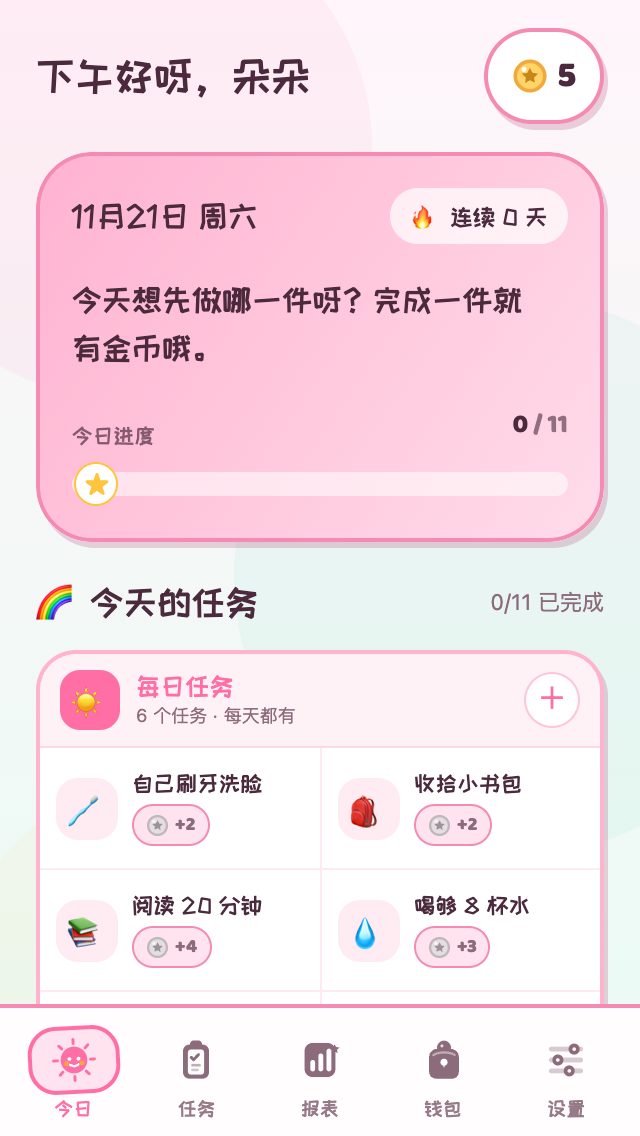 下午好呀，朵朵
5
11月21日 周六
连续 0 天
今天想先做哪一件呀？完成一件就
有金币哦。
今日进度
0 / 11
今天的任务
0/11 已完成
每日任务
6 个任务 · 每天都有
自己刷牙洗脸
+2
收拾小书包
+2
阅读 20 分钟
+4
喝够 8 杯水
+3
今日
任务
报表
钱包
设置